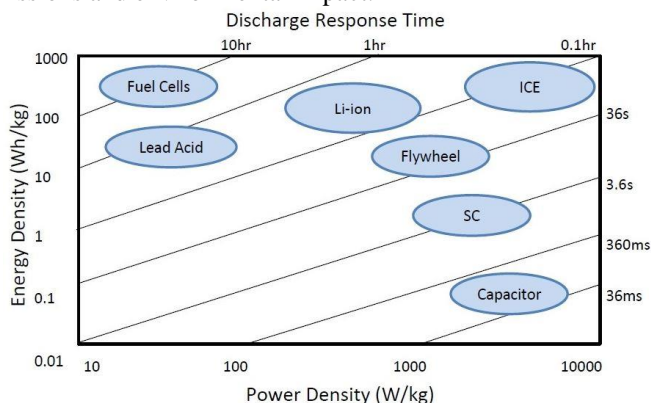 Discharge Response Time
10hr 1hr 0.1hr
1000
Fuel Cells ICE
Li-ion
100 36s
Lead Acid Flywheel
10 3.6s
SC
1 360ms
0.1 Capacitor 36ms
0.01
10 100 1000 10000
Power Density (W/kg)
Energy Density (Wh/kg)